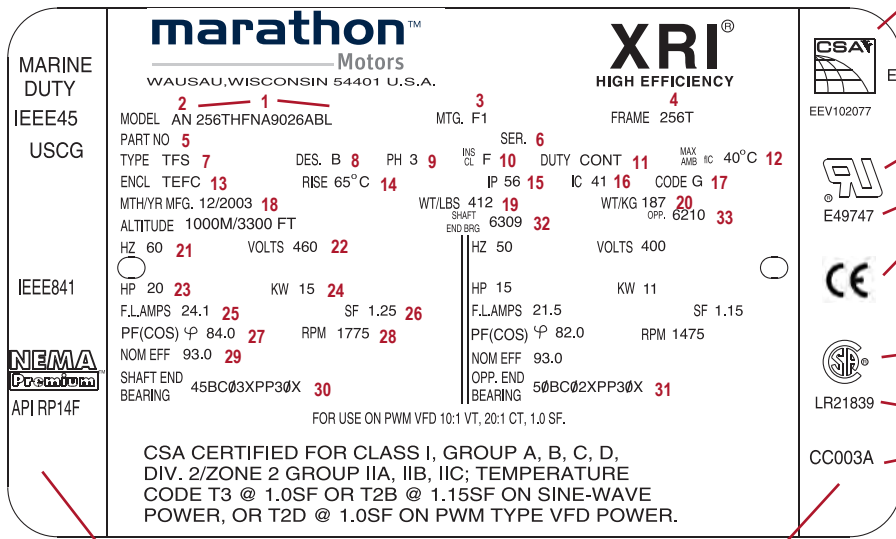 marathon™
Motors
WAUSAU,WISCONSIN 54401 U.S.A.
XRI®
HIGH EFFICIENCY
MARINE
DUTY
IEEE45
USCG
IEEE841
NEMA
Premium™
API RP14F
2 1 3 4
MODEL AN 256THFNA9026ABL MTG. F1 FRAME 256T
PART NO 5 SER. 6
TYPE TFS 7 DES. B 8 PH 3 9 INS CL F 10 DUTY CONT 11 MAX AMB 40°C 12
ENCL TEFC 13 RISE 65°C 14 IP 56 15 IC 41 16 CODE G 17
MTH/YR MFG. 12/2003 18 WT/LBS 412 19 WT/KG 187 20
ALTITUDE 1000M/3300 FT SHAFT END BRG 6309 32 OPP. 6210 33
HZ 60 21 VOLTS 460 22 HZ 50 VOLTS 400
HP 20 23 KW 15 24 HP 15 KW 11
F.L.AMPS 24.1 25 SF 1.25 26 F.L.AMPS 21.5 SF 1.15
PF(COS) φ 84.0 27 RPM 1775 28 PF(COS) φ 82.0 RPM 1475
NOM EFF 93.0 29 NOM EFF 93.0
SHAFT END BEARING 45BCØ3XPP3ØX 30 OPP. END BEARING 5ØBCØ2XPP3ØX 31
FOR USE ON PWM VFD 10:1 VT, 20:1 CT, 1.0 SF.
CSA CERTIFIED FOR CLASS I, GROUP A, B, C, D,
DIV. 2/ZONE 2 GROUP IIA, IIB, IIC; TEMPERATURE
CODE T3 @ 1.0SF OR T2B @ 1.15SF ON SINE-WAVE
POWER, OR T2D @ 1.0SF ON PWM TYPE VFD POWER.
CSA
E
EEV102077
®
E49747
CE
®
LR21839
CC003A